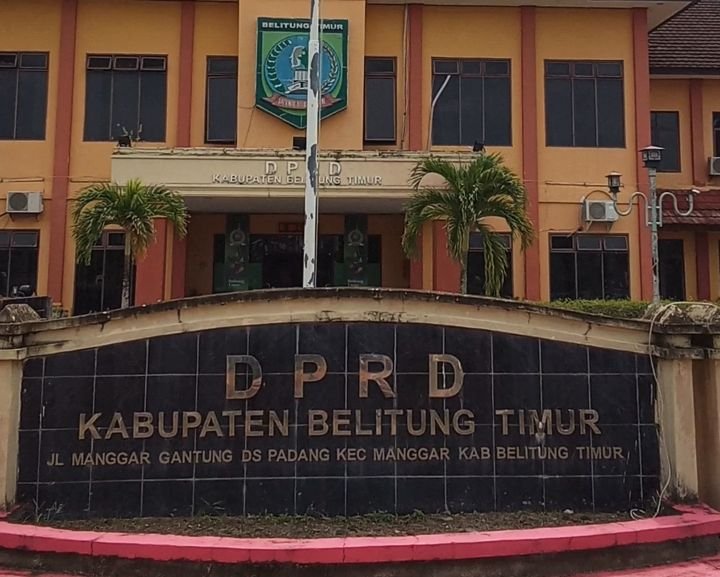 BELITUNG TIMUR
DPRD
KABUPATEN BELITUNG TIMUR
DPRD
KABUPATEN BELITUNG TIMUR
JL MANGGAR GANTUNG DS PADANG KEC MANGGAR KAB BELITUNG TIMUR